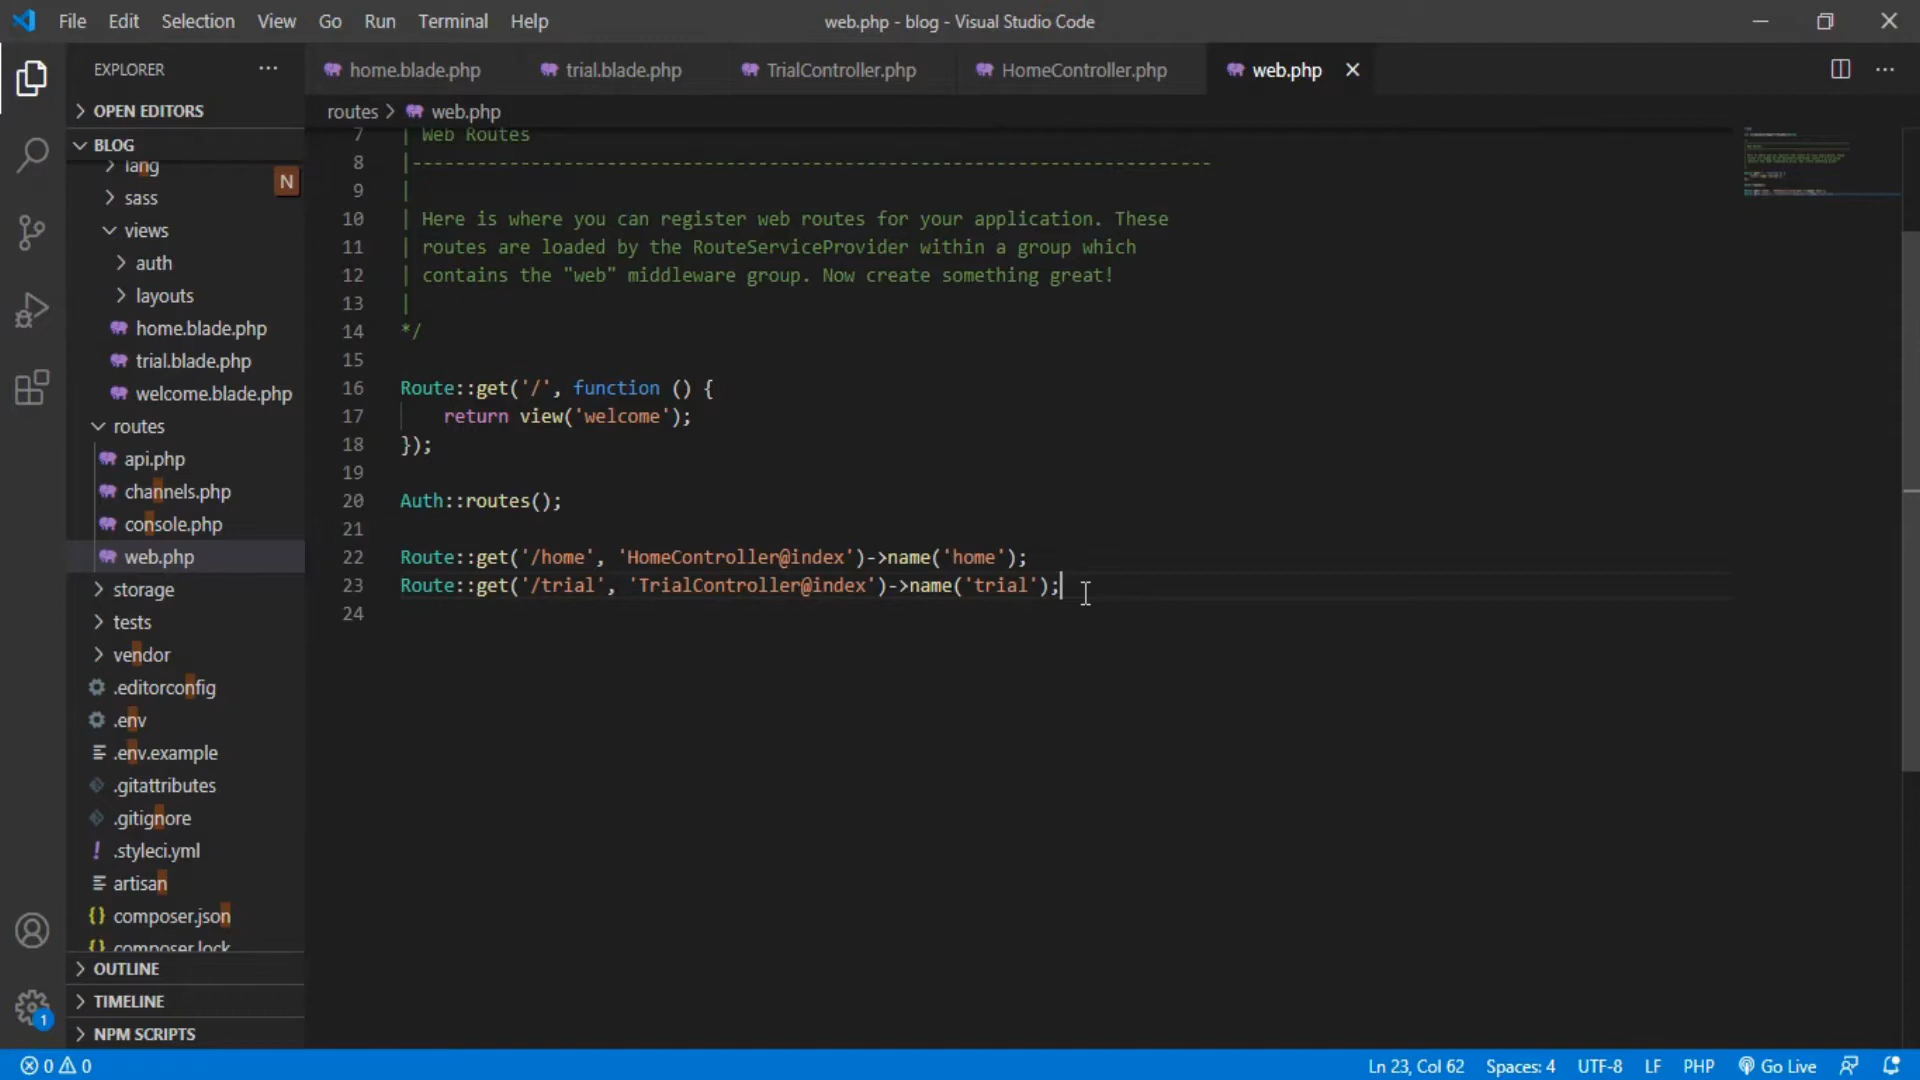 File Edit Selection View Go Run Terminal Help
web.php - blog - Visual Studio Code
EXPLORER
OPEN EDITORS
BLOG
lang
N
sass
views
auth
layouts
home.blade.php
trial.blade.php
welcome.blade.php
routes
api.php
channels.php
console.php
web.php
storage
tests
vendor
.editorconfig
.env
.env.example
.gitattributes
.gitignore
.styleci.yml
artisan
composer.json
composer.lock
OUTLINE
TIMELINE
NPM SCRIPTS
1
home.blade.php trial.blade.php TrialController.php HomeController.php web.php
routes > web.php
7 | Web Routes
8 |--------------------------------------------------------------------------
9 |
10 | Here is where you can register web routes for your application. These
11 | routes are loaded by the RouteServiceProvider within a group which
12 | contains the "web" middleware group. Now create something great!
13 |
14 */
15
16 Route::get('/', function () {
17 return view('welcome');
18 });
19
20 Auth::routes();
21
22 Route::get('/home', 'HomeController@index')->name('home');
23 Route::get('/trial', 'TrialController@index')->name('trial');
24
0 0
Ln 23, Col 62 Spaces: 4 UTF-8 LF PHP Go Live